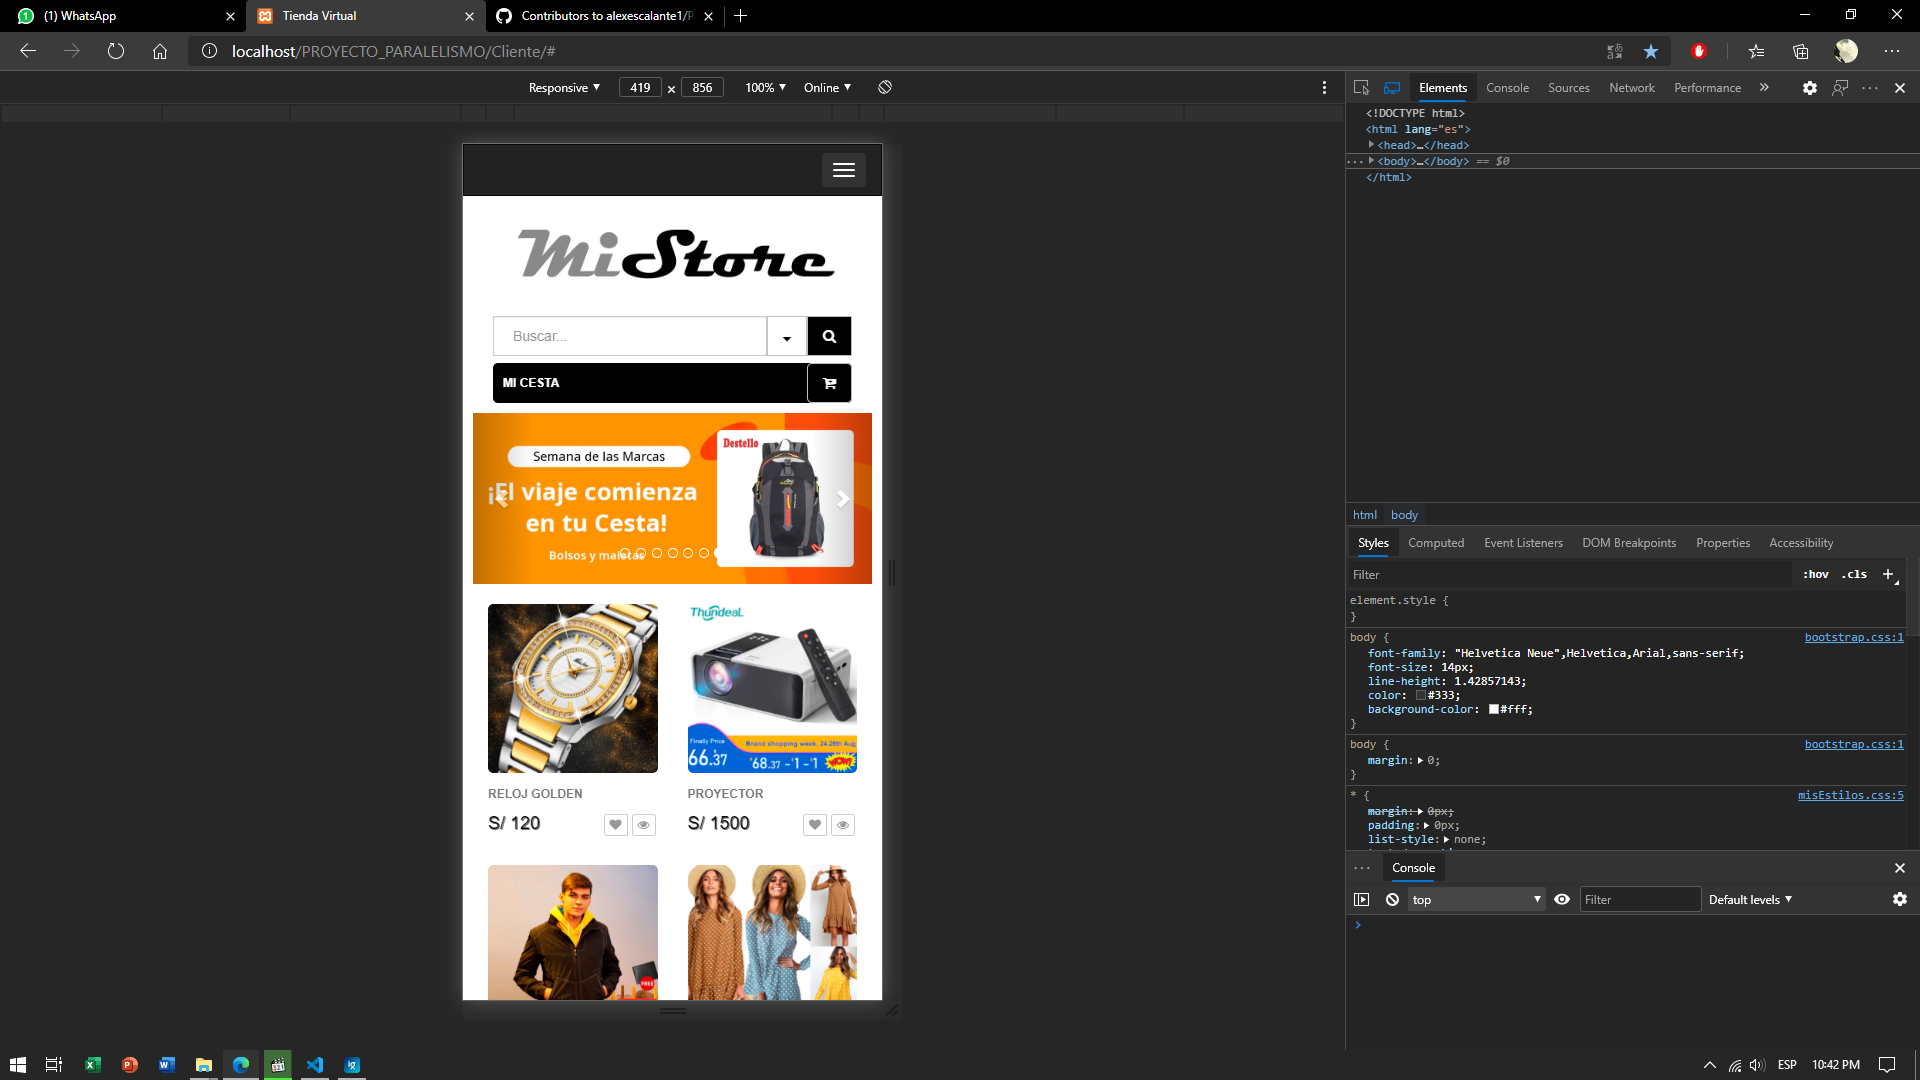 (1) WhatsApp
Tienda Virtual
Contributors to alexescalante1/P
localhost/PROYECTO_PARALELISMO/Cliente/#
Responsive ▼ 419 x 856 100% ▼ Online ▼
Elements Console Sources Network Performance
<!DOCTYPE html>
<html lang="es">
<head>…</head>
<body>…</body> == $0
</html>
MiStore
Buscar...
MI CESTA
Semana de las Marcas
¡El viaje comienza
en tu Cesta!
Bolsos y maletas
Destello
ThundeaL
Finally Price
Brand shopping week, 24-28th Aug
66.37
'68.37 -'1 -'1
WOW!
RELOJ GOLDEN
S/ 120
PROYECTOR
S/ 1500
FREE
html body
Styles Computed Event Listeners DOM Breakpoints Properties Accessibility
Filter :hov .cls +
element.style {
}
body { bootstrap.css:1
font-family: "Helvetica Neue",Helvetica,Arial,sans-serif;
font-size: 14px;
line-height: 1.42857143;
color: #333;
background-color: #fff;
}
body { bootstrap.css:1
margin: 0;
}
* { misEstilos.css:5
margin: 0px;
padding: 0px;
list-style: none;
Console
top Filter Default levels ▼
ESP 10:42 PM